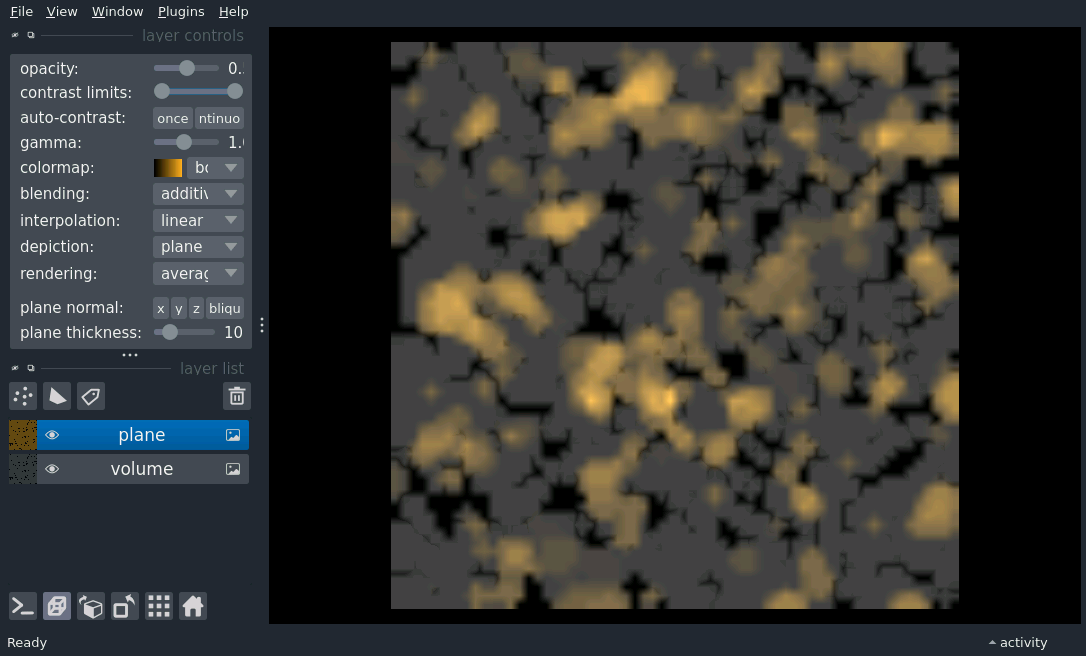 File View Window Plugins Help
layer controls
opacity: 0.
contrast limits:
auto-contrast: once ntinuo
gamma: 1.
colormap: bc
blending: additiv
interpolation: linear
depiction: plane
rendering: averag
plane normal: x y z bliqu
plane thickness: 10
layer list
plane
volume
Ready
activity